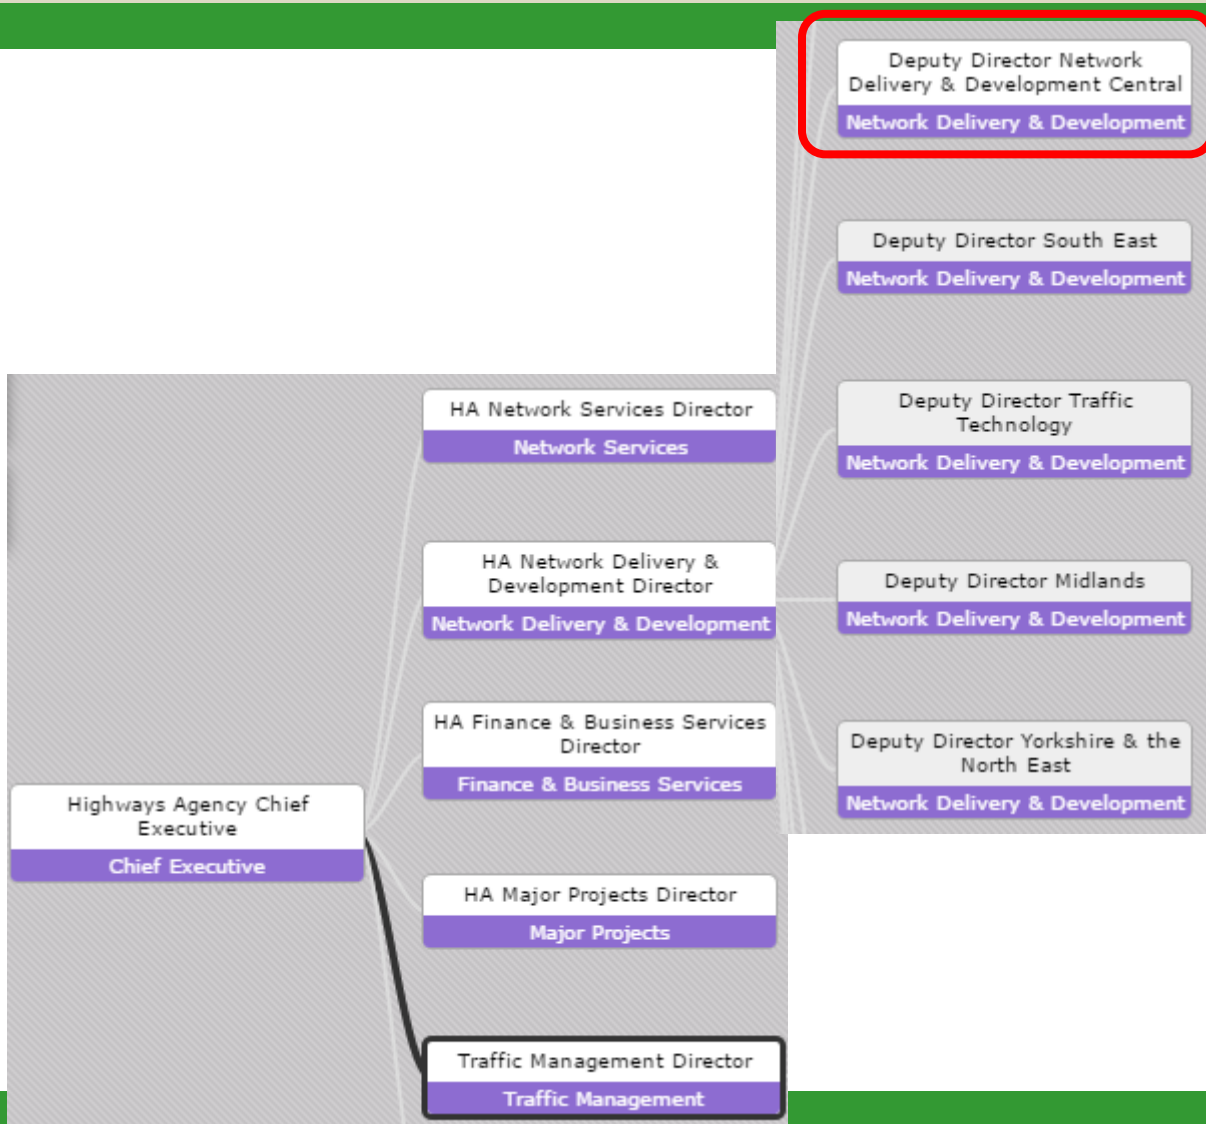 Deputy Director Network
Delivery & Development Central
Network Delivery & Development
Deputy Director South East
Network Delivery & Development
Deputy Director Traffic
Technology
Network Delivery & Development
Deputy Director Midlands
Network Delivery & Development
Deputy Director Yorkshire & the
North East
Network Delivery & Development
HA Network Services Director
Network Services
HA Network Delivery &
Development Director
Network Delivery & Development
HA Finance & Business Services
Director
Finance & Business Services
Highways Agency Chief
Executive
Chief Executive
HA Major Projects Director
Major Projects
Traffic Management Director
Traffic Management